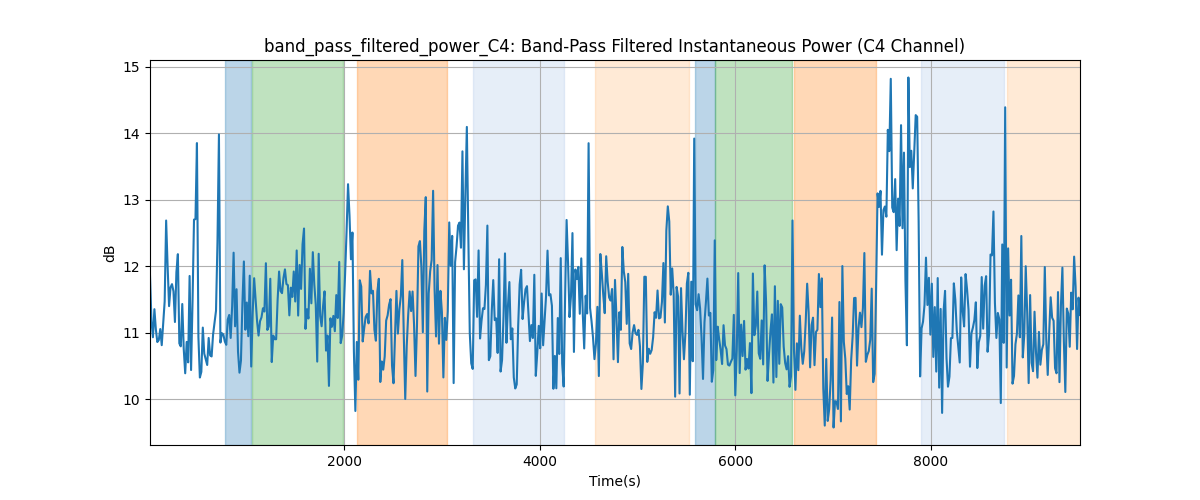 band_pass_filtered_power_C4: Band-Pass Filtered Instantaneous Power (C4 Channel)
15
14
13
12
11
10
dB
2000 4000 6000 8000
Time(s)